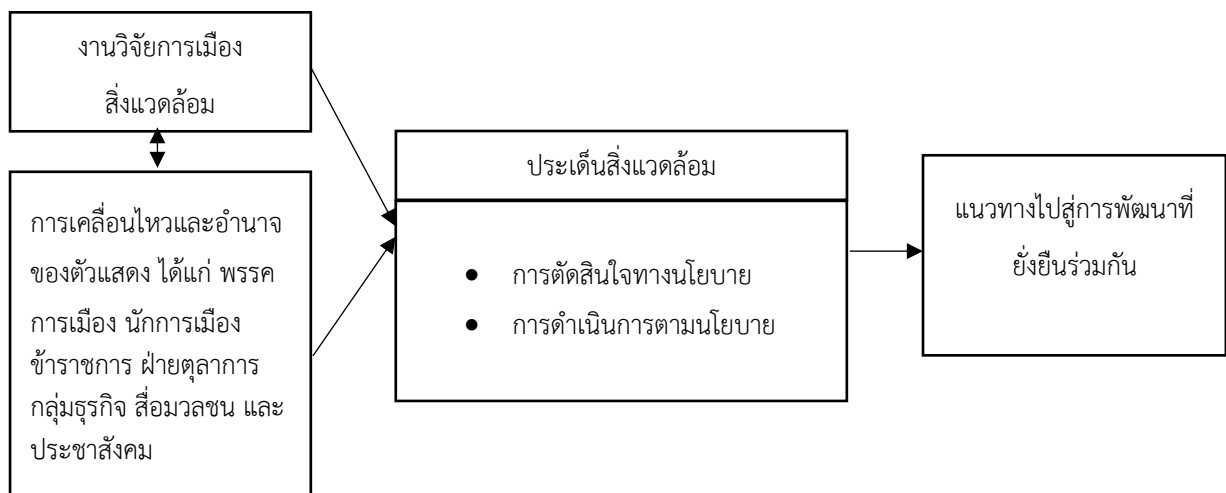 งานวิจัยการเมือง
สิ่งแวดล้อม
การเคลื่อนไหวและอำนาจ
ของตัวแสดง ได้แก่ พรรค
การเมือง นักการเมือง
ข้าราชการ ฝ่ายตุลาการ
กลุ่มธุรกิจ สื่อมวลชน และ
ประชาสังคม
ประเด็นสิ่งแวดล้อม
● การตัดสินใจทางนโยบาย
● การดำเนินการตามนโยบาย
แนวทางไปสู่การพัฒนาที่
ยั่งยืนร่วมกัน